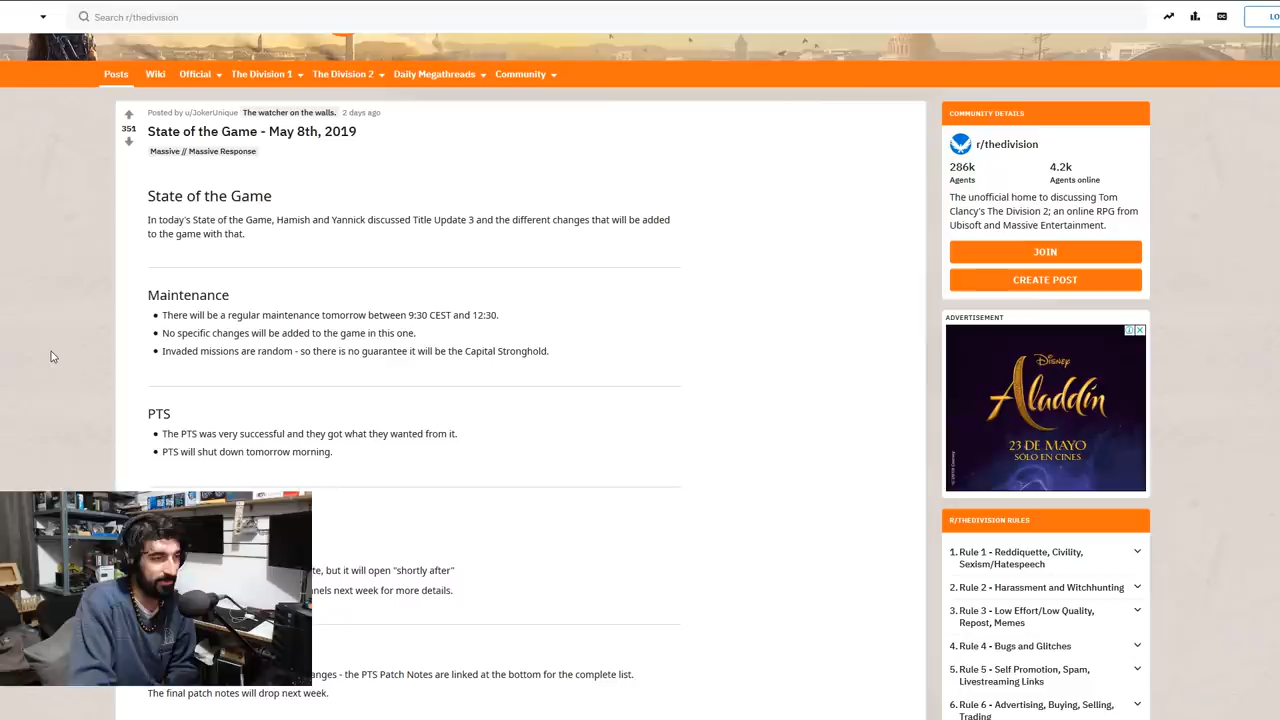 Search r/thedivision
LO
Posts Wiki Official The Division 1 The Division 2 Daily Megathreads Community
351
Posted by u/JokerUnique The watcher on the walls. 2 days ago
State of the Game - May 8th, 2019
Massive // Massive Response
State of the Game
In today's State of the Game, Hamish and Yannick discussed Title Update 3 and the different changes that will be added
to the game with that.
Maintenance
There will be a regular maintenance tomorrow between 9:30 CEST and 12:30.
No specific changes will be added to the game in this one.
Invaded missions are random - so there is no guarantee it will be the Capital Stronghold.
PTS
The PTS was very successful and they got what they wanted from it.
PTS will shut down tomorrow morning.
te, but it will open "shortly after"
nnels next week for more details.
anges - the PTS Patch Notes are linked at the bottom for the complete list.
The final patch notes will drop next week.
COMMUNITY DETAILS
r/thedivision
286k 4.2k
Agents Agents online
The unofficial home to discussing Tom
Clancy's The Division 2; an online RPG from
Ubisoft and Massive Entertainment.
JOIN
CREATE POST
ADVERTISEMENT
Disney
Aladdin
23 DE MAYO
SÓLO EN CINES
R/THEDIVISION RULES
1. Rule 1 - Reddiquette, Civility,
Sexism/Hatespeech
2. Rule 2 - Harassment and Witchhunting
3. Rule 3 - Low Effort/Low Quality,
Repost, Memes
4. Rule 4 - Bugs and Glitches
5. Rule 5 - Self Promotion, Spam,
Livestreaming Links
6. Rule 6 - Advertising, Buying, Selling,
Trading